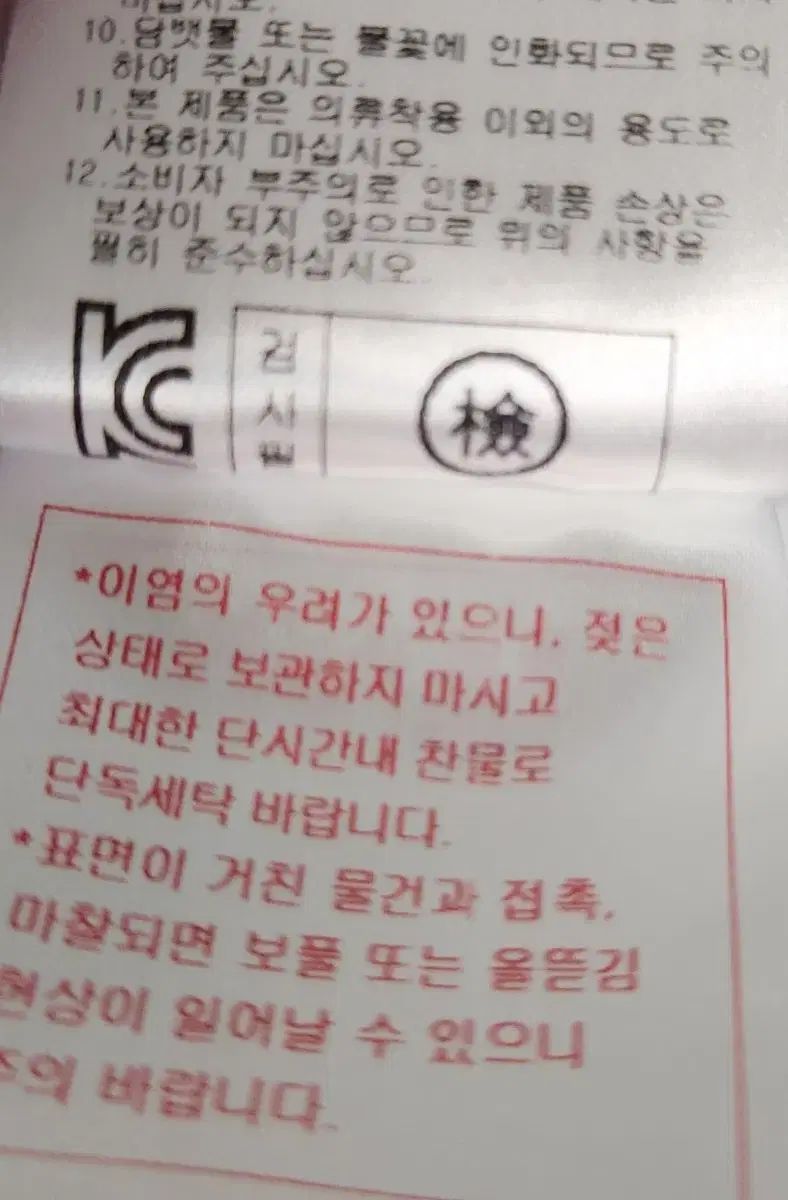 바랍시오.
10.담뱃불 또는 불꽃에 인화되므로 주의
하여 주십시오.
11.본 제품은 의류착용 이외의 용도로
사용하지 마십시오.
12.소비자 부주의로 인한 제품 손상은
보상이 되지 않으므로 위의 사항을
필히 준수하십시오.
KC
검사필
檢
*이염의 우려가 있으니, 젖은
상태로 보관하지 마시고
최대한 단시간내 찬물로
단독세탁 바랍니다.
*표면이 거친 물건과 접촉,
마찰되면 보풀 또는 올뜯김
현상이 일어날 수 있으니
주의 바랍니다.